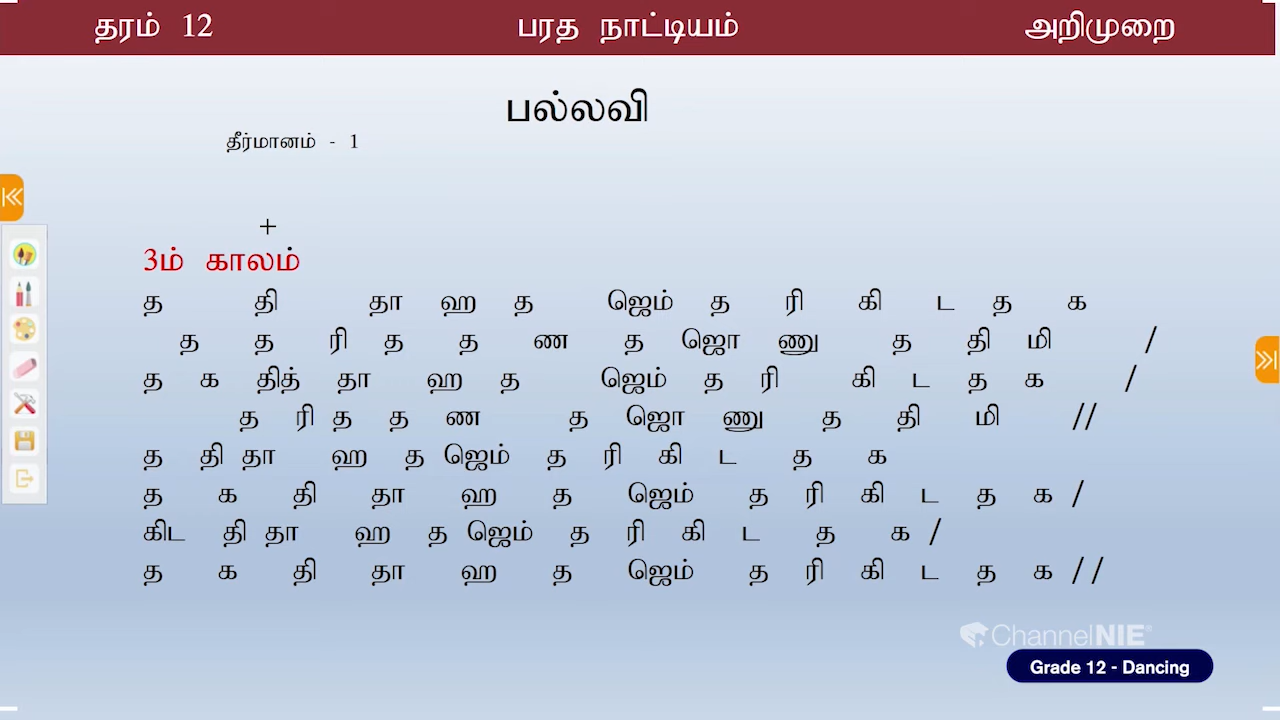 தரம் 12 பரத நாட்டியம் அறிமுறை
பல்லவி
தீர்மானம் - 1
+
3ம் காலம்
த தி தா ஹ த ஜெம் த ரி கி ட த க
த த ரி த த ண த ஜொ ணு த தி மி /
த க தித் தா ஹ த ஜெம் த ரி கி ட த க /
த ரி த த ண த ஜொ ணு த தி மி //
த தி தா ஹ த ஜெம் த ரி கி ட த க
த க தி தா ஹ த ஜெம் த ரி கி ட த க /
கிட தி தா ஹ த ஜெம் த ரி கி ட த க /
த க தி தா ஹ த ஜெம் த ரி கி ட த க //
ChannelNIE
Grade 12 - Dancing